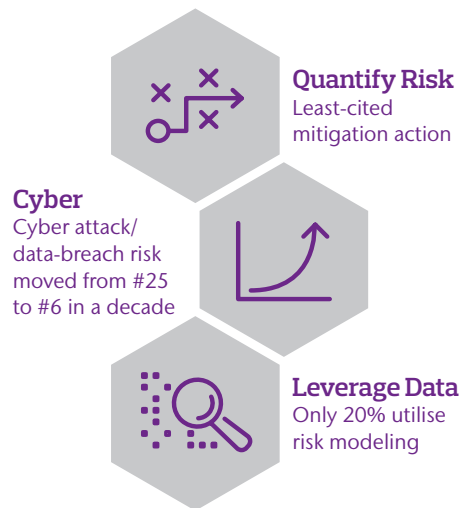 Quantify Risk
Least-cited
mitigation action
Cyber
Cyber attack/
data-breach risk
moved from #25
to #6 in a decade
Leverage Data
Only 20% utilise
risk modeling